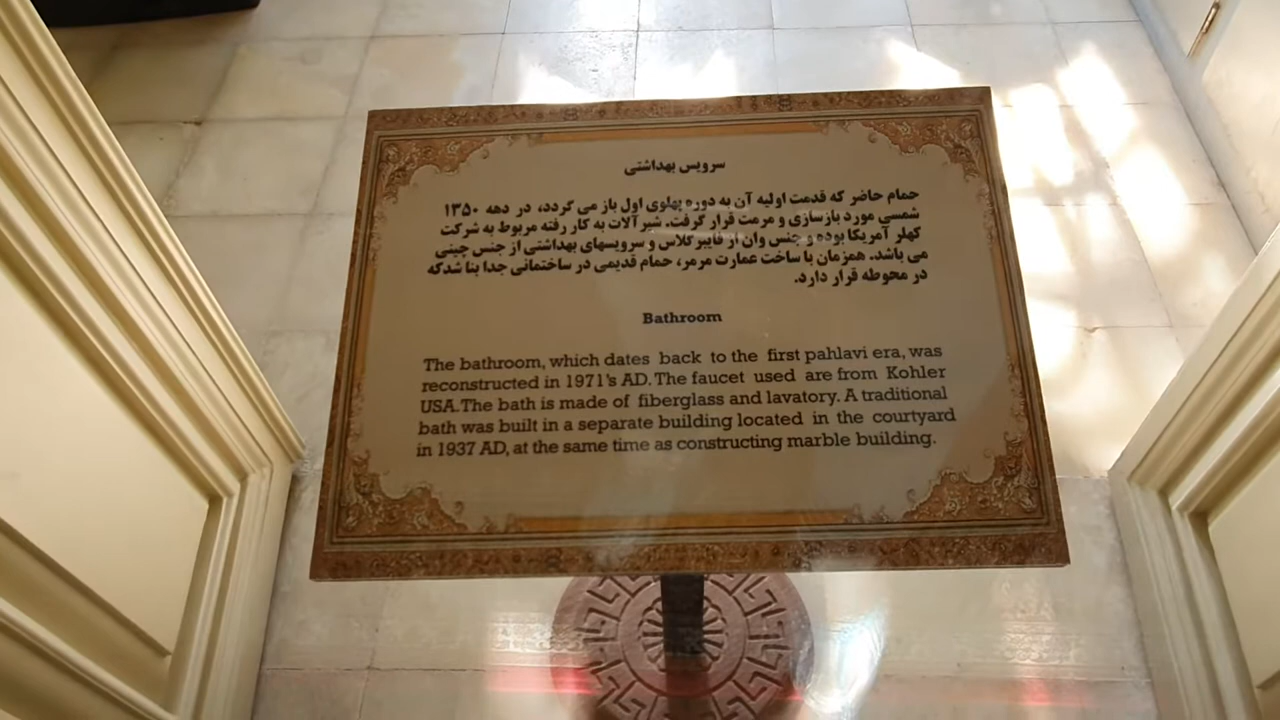 سرویس بهداشتی
حمام حاضر که قدمت اولیه آن به دوره پهلوی اول باز می گردد، در دهه ۱۳۵۰
شمسی مورد بازسازی و مرمت قرار گرفت. شیرآلات به کار رفته مربوط به شرکت
کهلر آمریکا بوده و جنس وان از فایبرگلاس و سرویسهای بهداشتی از جنس چینی
می باشد. همزمان با ساخت عمارت مرمر، حمام قدیمی در ساختمانی جدا بنا شدکه
در محوطه قرار دارد.
Bathroom
The bathroom, which dates back to the first pahlavi era, was
reconstructed in 1971's AD. The faucet used are from Kohler
USA. The bath is made of fiberglass and lavatory. A traditional
bath was built in a separate building located in the courtyard
in 1937 AD, at the same time as constructing marble building.